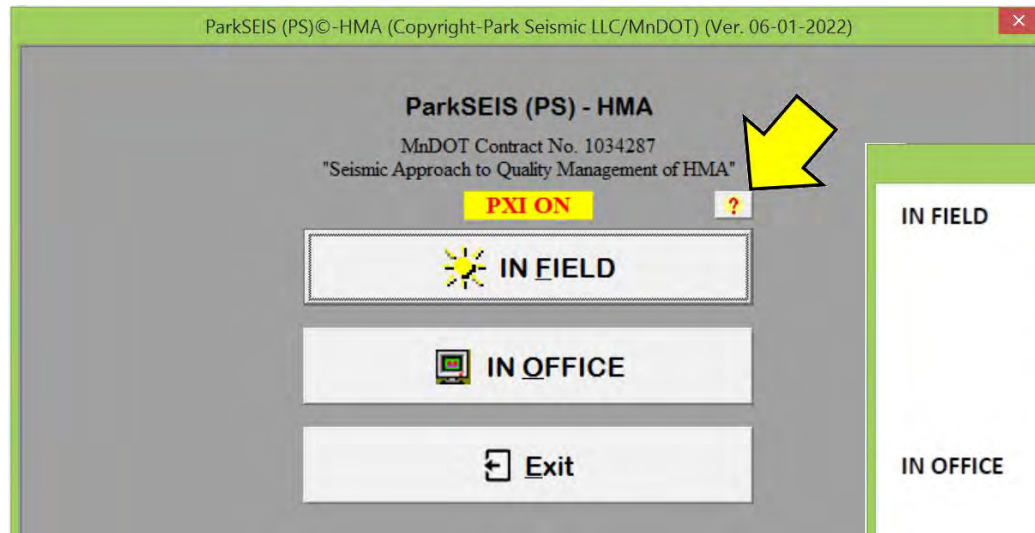 ParkSEIS (PS)©-HMA (Copyright-Park Seismic LLC/MnDOT) (Ver. 06-01-2022)
ParkSEIS (PS) - HMA
MnDOT Contract No. 1034287
"Seismic Approach to Quality Management of HMA"
PXI ON
?
IN FIELD
IN OFFICE
Exit
IN FIELD
IN OFFICE